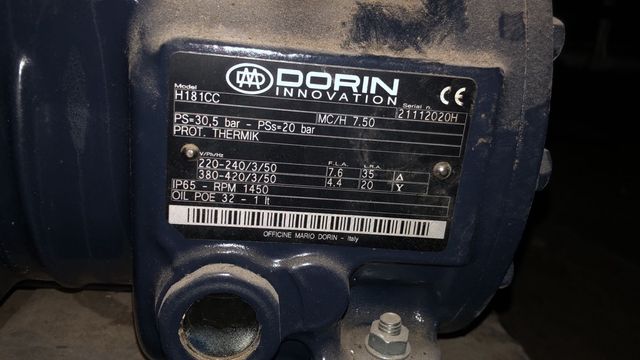 DORIN
INNOVATION
CE
Model
H181CC
Serial n.
21112020H
PS=30,5 bar - PSs=20 bar
MC/H 7.50
PROT. THERMIK
V/Ph/Hz
F.L.A.
L.R.A.
220-240/3/50 7.6 35 Δ
380-420/3/50 4.4 20 Y
IP65 - RPM 1450
OIL POE 32 - 1 lt
OFFICINE MARIO DORIN - Italy